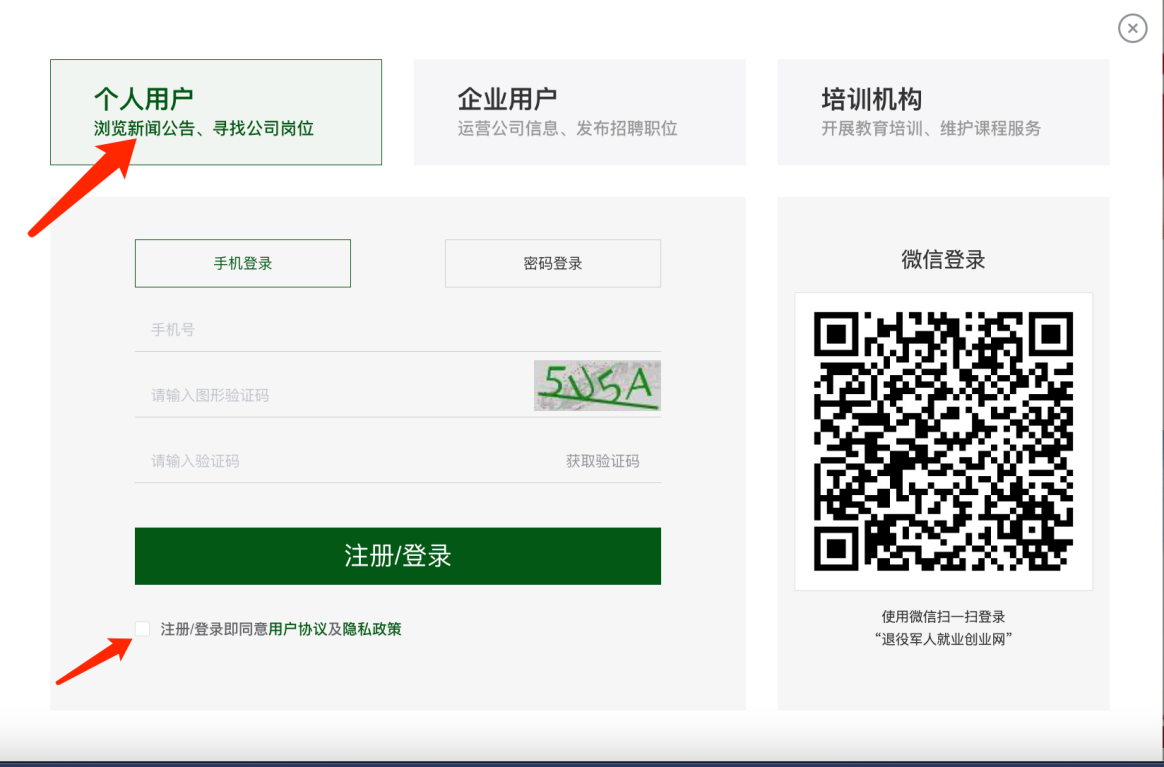 个人用户
浏览新闻公告、寻找公司岗位
企业用户
运营公司信息、发布招聘职位
培训机构
开展教育培训、维护课程服务
手机登录
密码登录
手机号
请输入图形验证码
5U5A
请输入验证码
获取验证码
注册/登录
注册/登录即同意用户协议及隐私政策
微信登录
使用微信扫一扫登录
“退役军人就业创业网”